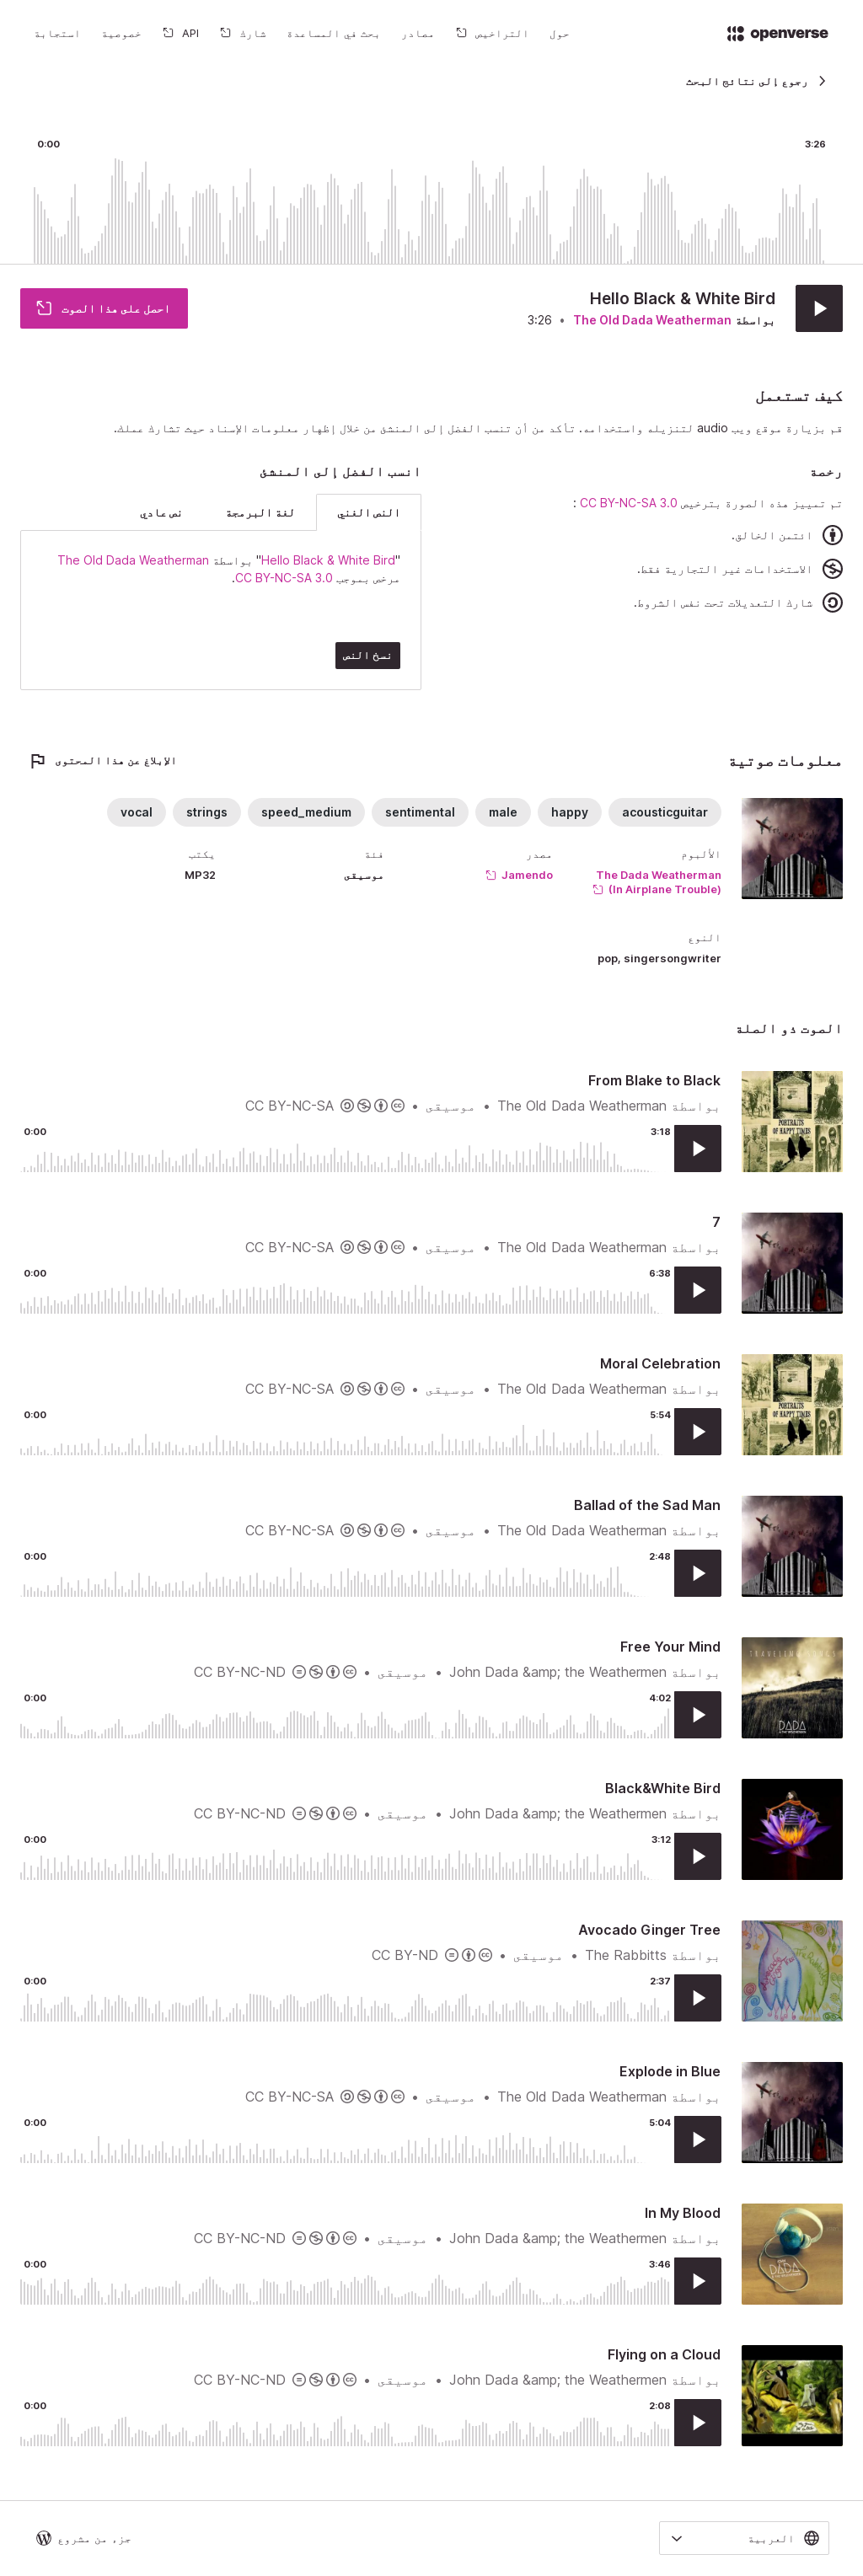 openverse
حول
التراخيص
مصادر
بحث في المساعدة
شارك
API
خصوصية
استجابة
رجوع إلى نتائج البحث
0:00 3:26
Hello Black & White Bird
بواسطة The Old Dada Weatherman • 3:26
احصل على هذا الصوت
كيف تستعمل
قم بزيارة موقع ويب audio لتنزيله واستخدامه. تأكد من أن تنسب الفضل إلى المنشئ من خلال إظهار معلومات الإسناد حيث تشارك عملك.
رخصة
تم تمييز هذه الصورة بترخيص CC BY-NC-SA 3.0 :
ائتمن الخالق.
الاستخدامات غير التجارية فقط.
شارك التعديلات تحت نفس الشروط.
انسب الفضل إلى المنشئ
النص الغني
لغة البرمجة
نص عادي
"Hello Black & White Bird" بواسطة The Old Dada Weatherman
مرخص بموجب CC BY-NC-SA 3.0.
نسخ النص
معلومات صوتية
الإبلاغ عن هذا المحتوى
acousticguitar
happy
male
sentimental
speed_medium
strings
vocal
الألبوم
The Dada Weatherman
(In Airplane Trouble)
مصدر
Jamendo
فئة
موسيقى
يكتب
MP32
النوع
pop, singersongwriter
الصوت ذو الصلة
From Blake to Black
بواسطة The Old Dada Weatherman • موسيقى • CC BY-NC-SA
0:00 3:18
PORTRAITS
OF HAPPY TIMES
7
بواسطة The Old Dada Weatherman • موسيقى • CC BY-NC-SA
0:00 6:38
Moral Celebration
بواسطة The Old Dada Weatherman • موسيقى • CC BY-NC-SA
0:00 5:54
PORTRAITS
OF HAPPY TIMES
Ballad of the Sad Man
بواسطة The Old Dada Weatherman • موسيقى • CC BY-NC-SA
0:00 2:48
Free Your Mind
بواسطة John Dada &amp; the Weathermen • موسيقى • CC BY-NC-ND
0:00 4:02
DADA
Black&White Bird
بواسطة John Dada &amp; the Weathermen • موسيقى • CC BY-NC-ND
0:00 3:12
Avocado Ginger Tree
بواسطة The Rabbitts • موسيقى • CC BY-ND
0:00 2:37
Explode in Blue
بواسطة The Old Dada Weatherman • موسيقى • CC BY-NC-SA
0:00 5:04
In My Blood
بواسطة John Dada &amp; the Weathermen • موسيقى • CC BY-NC-ND
0:00 3:46
DADA
Flying on a Cloud
بواسطة John Dada &amp; the Weathermen • موسيقى • CC BY-NC-ND
0:00 2:08
العربية
جزء من مشروع